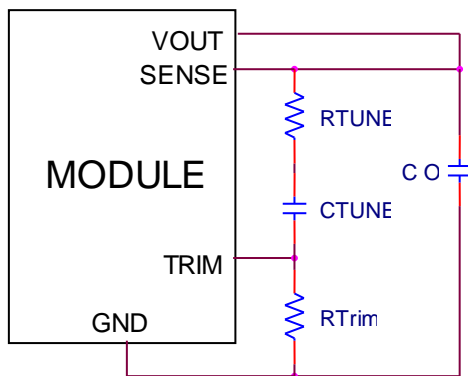 VOUT
SENSE
RTUNE
MODULE
C O
CTUNE
TRIM
GND
RTrim